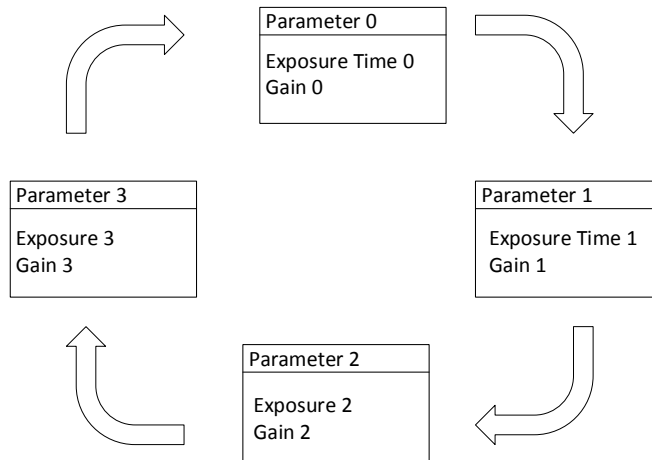 Parameter 0
Exposure Time 0
Gain 0
Parameter 3
Exposure 3
Gain 3
Parameter 1
Exposure Time 1
Gain 1
Parameter 2
Exposure 2
Gain 2